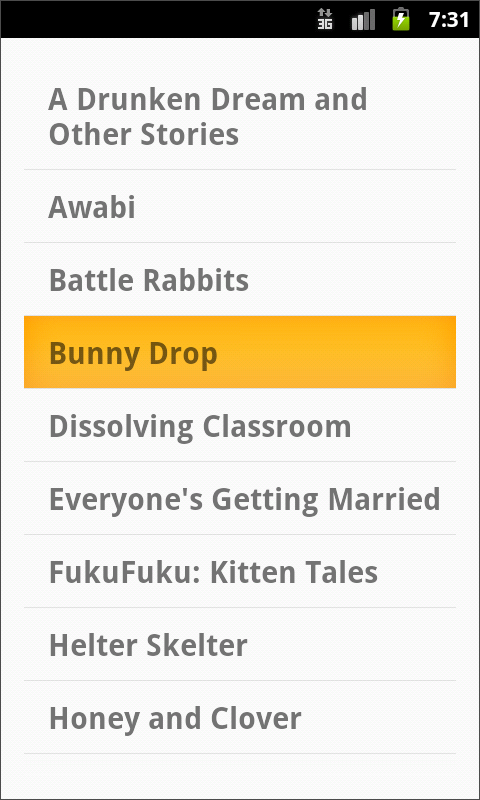 3G
7:31
A Drunken Dream and
Other Stories
Awabi
Battle Rabbits
Bunny Drop
Dissolving Classroom
Everyone's Getting Married
FukuFuku: Kitten Tales
Helter Skelter
Honey and Clover